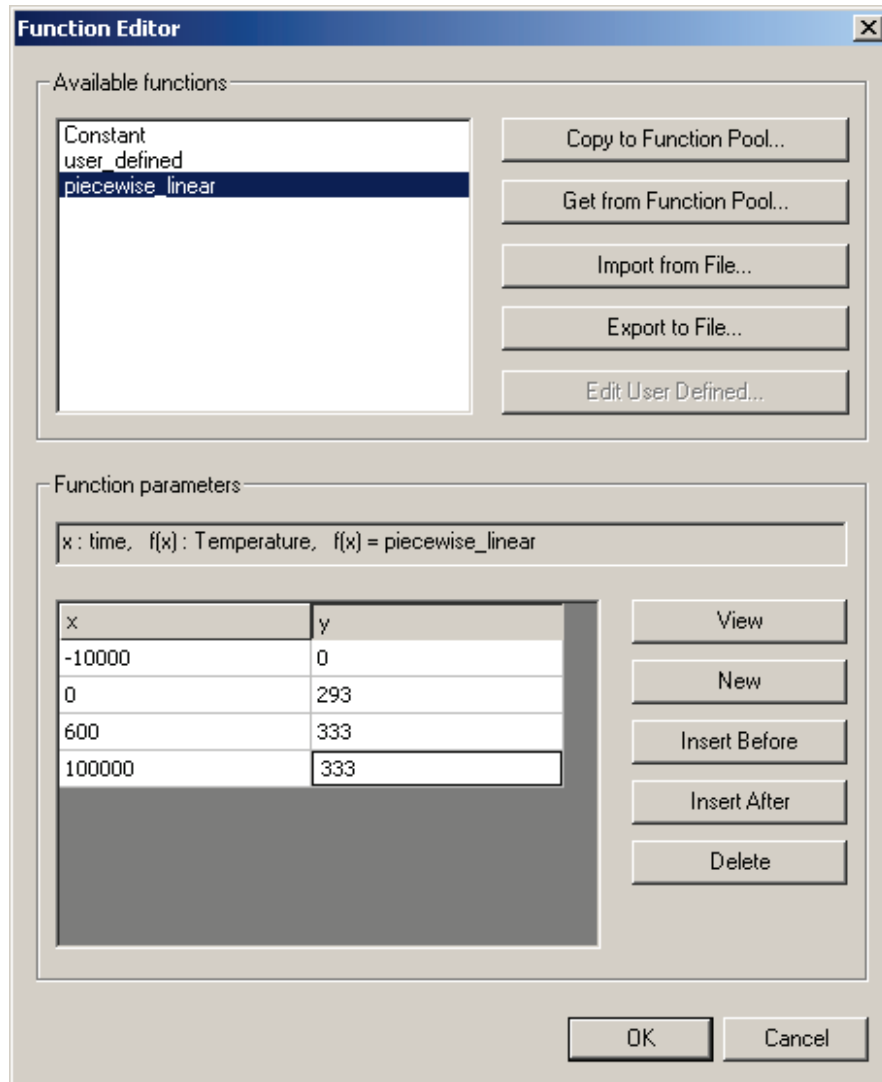 Function Editor
Available functions
Constant
user_defined
piecewise_linear
Copy to Function Pool...
Get from Function Pool...
Import from File...
Export to File...
Edit User Defined...
Function parameters
x : time,   f(x) : Temperature,   f(x) = piecewise_linear
x y
-10000 0
0 293
600 333
100000 333
View
New
Insert Before
Insert After
Delete
OK Cancel